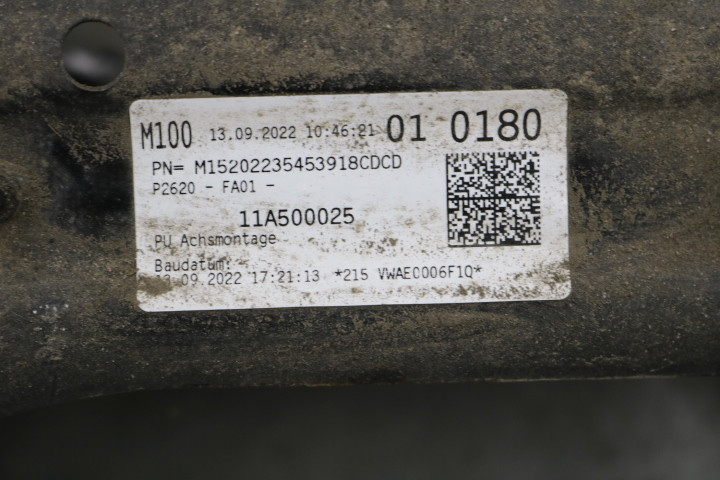 M100 13.09.2022 10:46:21 01 0180
PN= M15202235453918CDCD
P2620 - FA01 -
11A500025
PU Achsmontage
Baudatum:
13.09.2022 17:21:13 *215 VWAE0006F1Q*